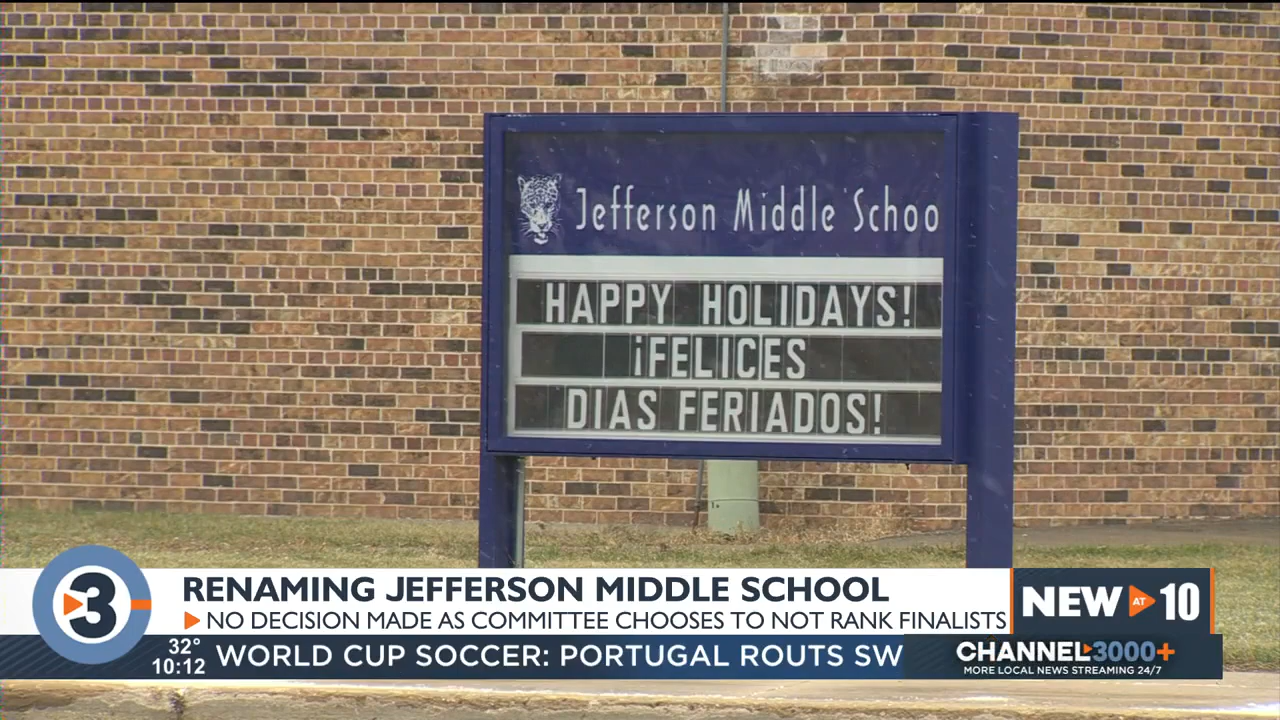 Jefferson Middle Schoo
HAPPY HOLIDAYS!
¡FELICES
DIAS FERIADOS!
3
RENAMING JEFFERSON MIDDLE SCHOOL
NO DECISION MADE AS COMMITTEE CHOOSES TO NOT RANK FINALISTS
NEW AT 10
32°
10:12
WORLD CUP SOCCER: PORTUGAL ROUTS SW
CHANNEL3000+
MORE LOCAL NEWS STREAMING 24/7